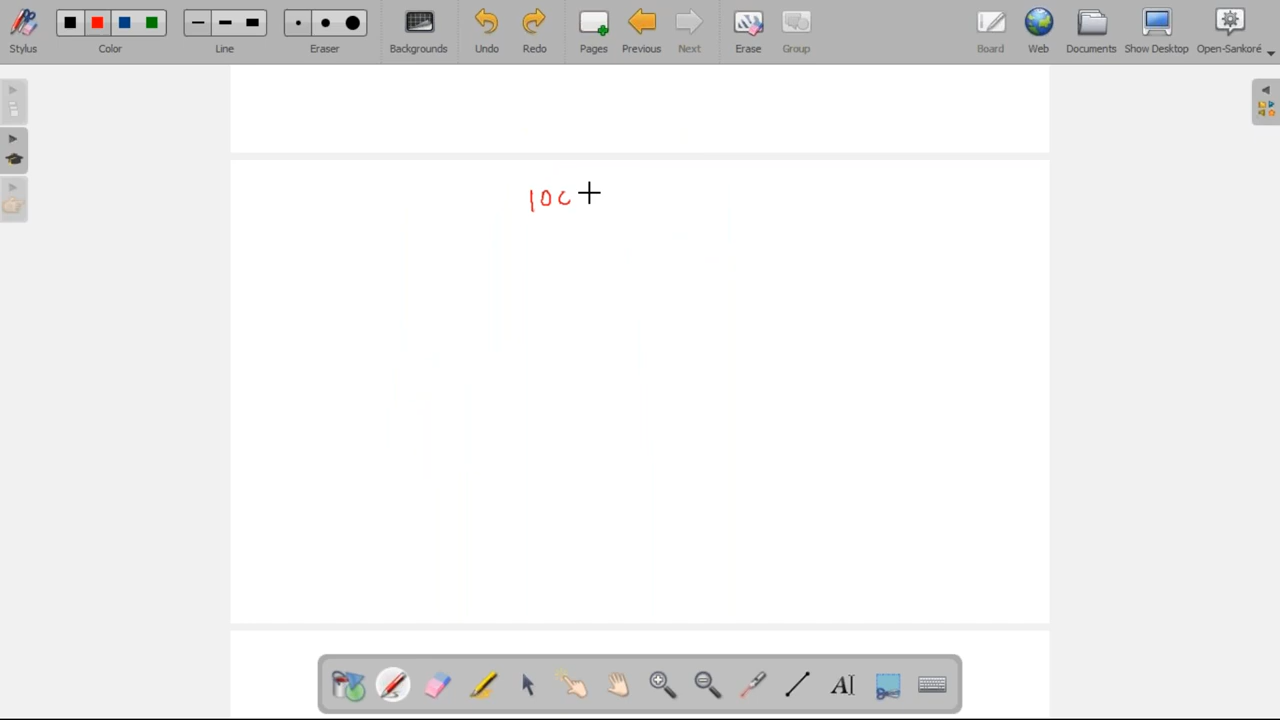 Stylus Color Line Eraser Backgrounds Undo Redo Pages Previous Next Erase Group Board Web Documents Show Desktop Open-Sankoré
10c